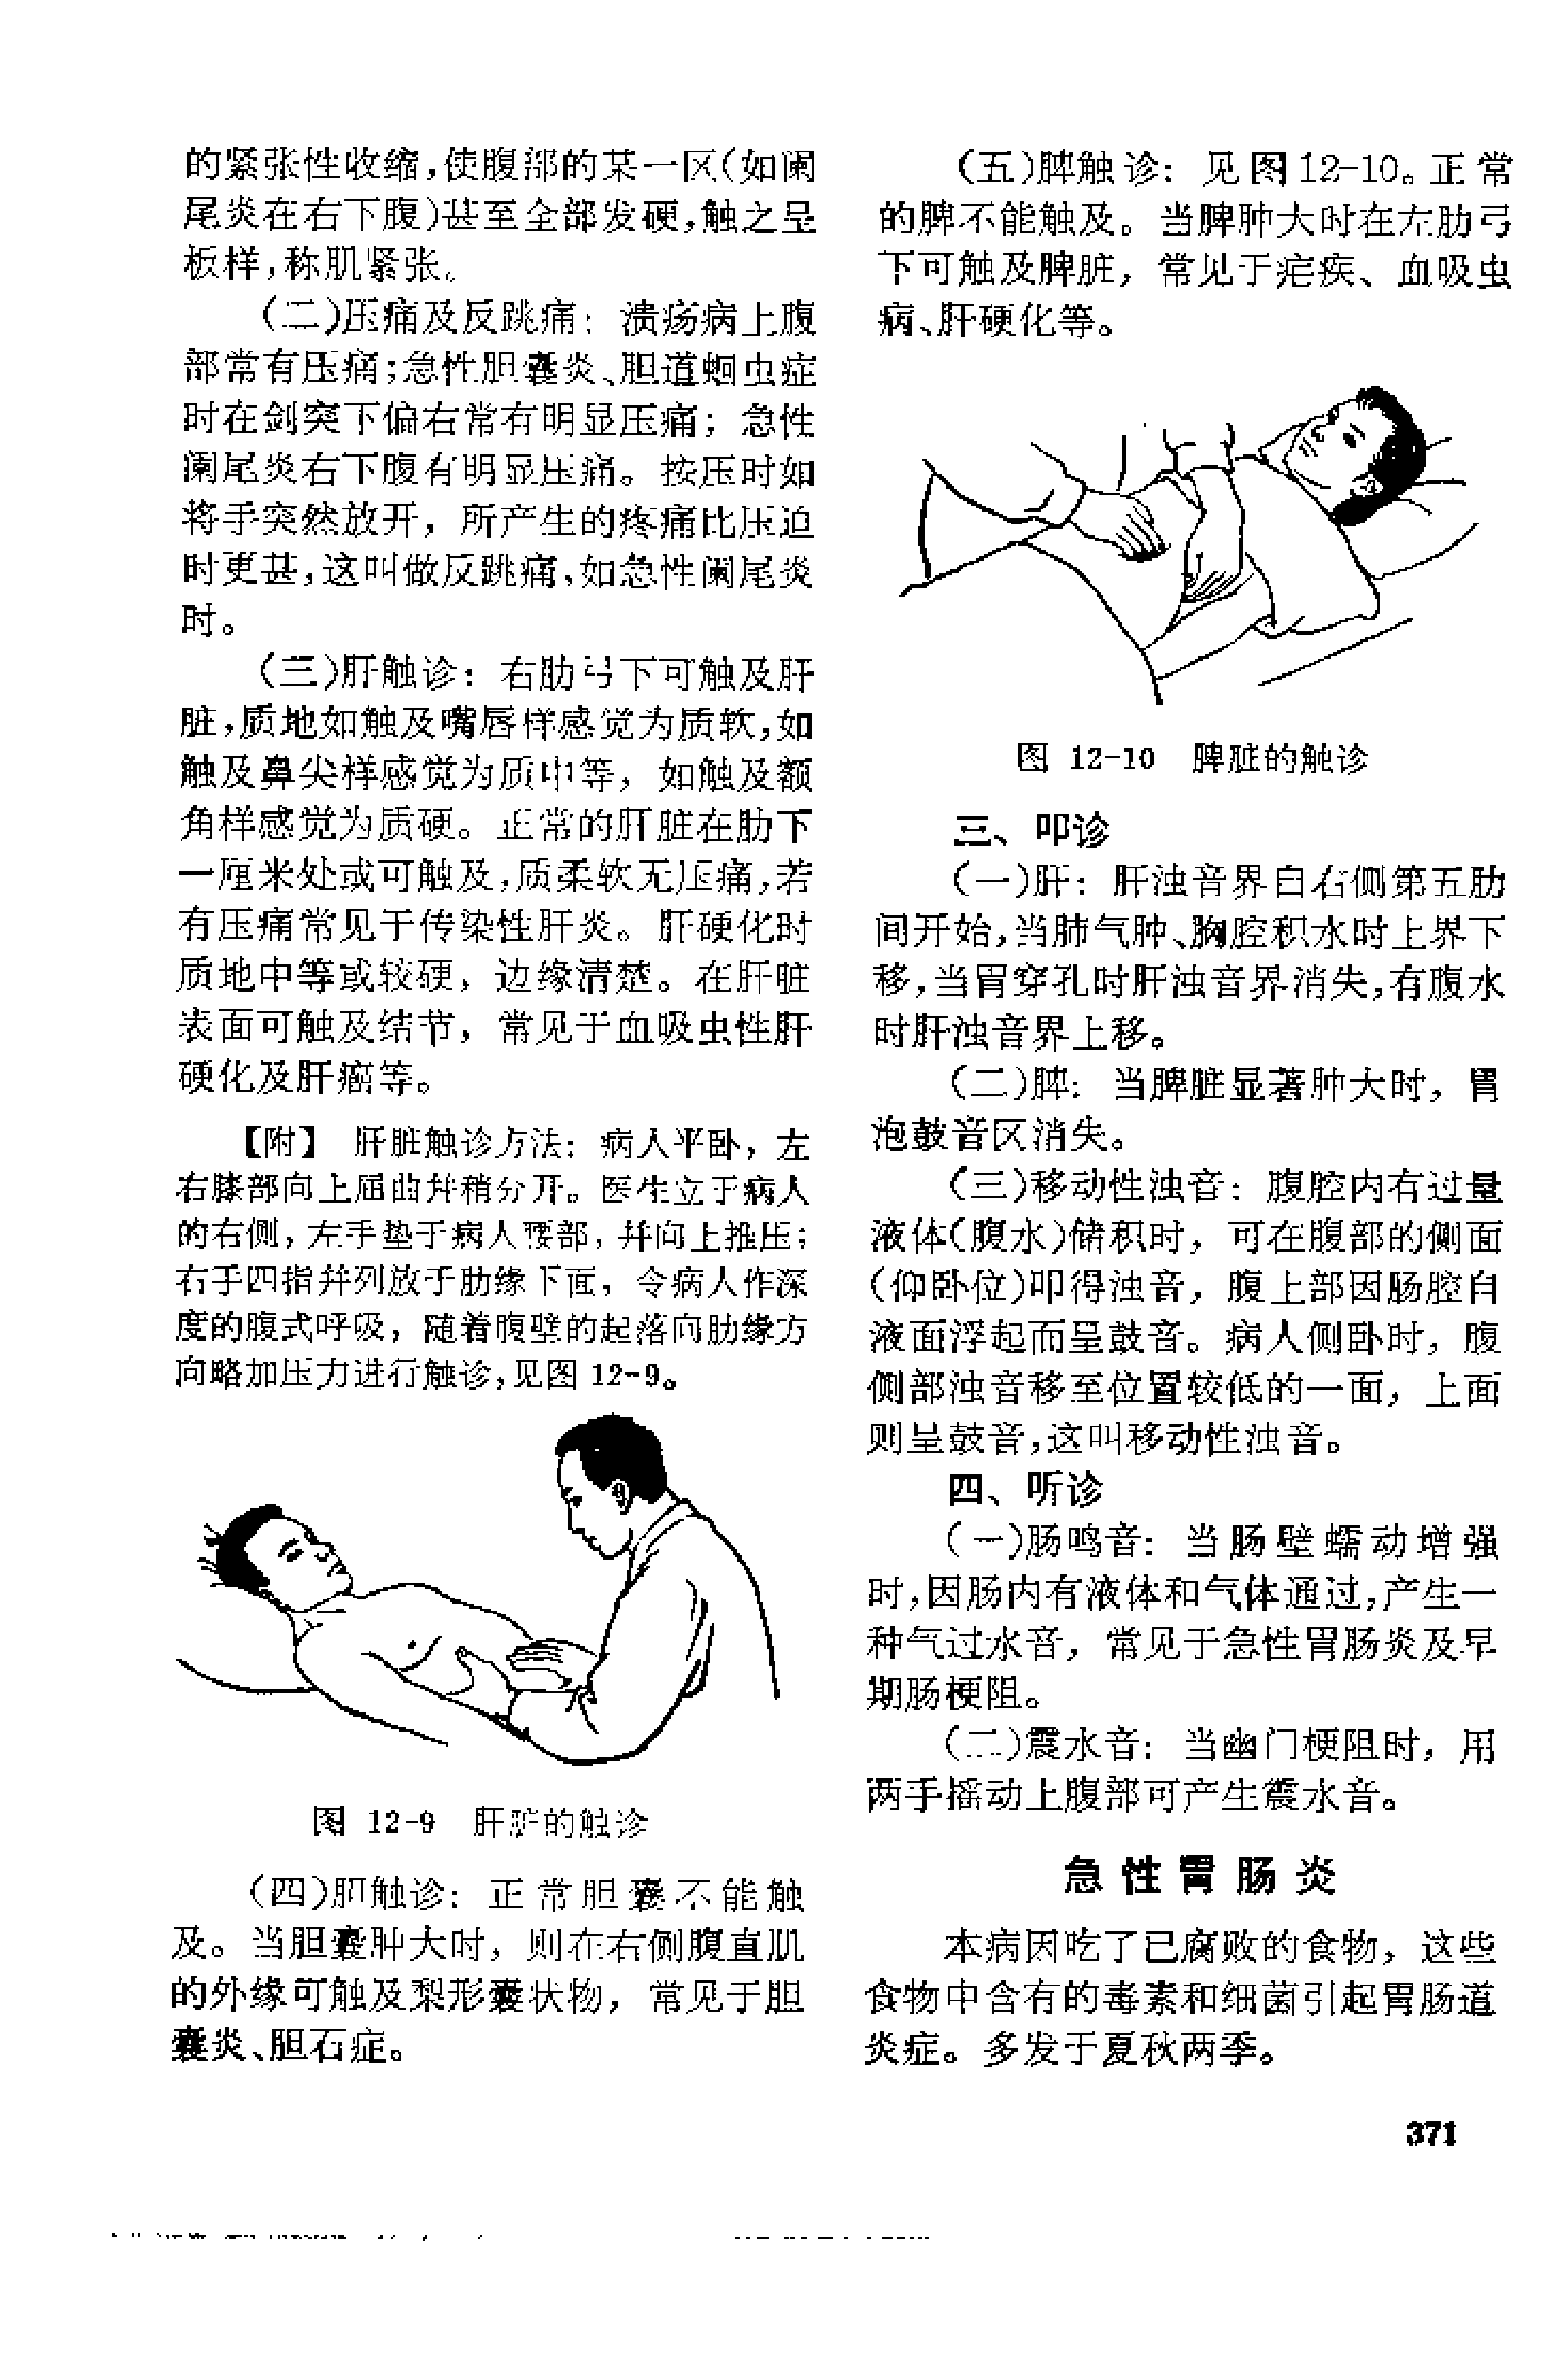 的紧张性收缩,使腹部的某一区(如阑
尾炎在右下腹)甚至全部发硬,触之呈
板样,称肌紧张。
(二)压痛及反跳痛:溃疡病上腹
部常有压痛;急性胆囊炎、胆道蛔虫症
时在剑突下偏右常有明显压痛;急性
阑尾炎右下腹有明显压痛。按压时如
将手突然放开,所产生的疼痛比压迫
时更甚,这叫做反跳痛,如急性阑尾炎
时。
(三)肝触诊:右肋弓下可触及肝
脏,质地如触及嘴唇样感觉为质软,如
触及鼻尖样感觉为质中等,如触及额
角样感觉为质硬。正常的肝脏在肋下
一厘米处或可触及,质柔软无压痛,若
有压痛常见于传染性肝炎。肝硬化时
质地中等或较硬,边缘清楚。在肝脏
表面可触及结节,常见于血吸虫性肝
硬化及肝癌等。
【附】 肝脏触诊方法:病人平卧,左
右膝部向上屈曲并稍分开。医生立于病人
的右侧,左手垫于病人腰部,并向上推压;
右手四指并列放于肋缘下面,令病人作深
度的腹式呼吸,随着腹壁的起落向肋缘方
向略加压力进行触诊,见图 12-9。
图 12-9 肝脏的触诊
(四)胆触诊:正常胆囊不能触
及。当胆囊肿大时,则在右侧腹直肌
的外缘可触及梨形囊状物,常见于胆
囊炎、胆石症。
(五)脾触诊:见图12-10。正常
的脾不能触及。当脾肿大时在左肋弓
下可触及脾脏,常见于疟疾、血吸虫
病、肝硬化等。
图 12-10 脾脏的触诊
三、叩诊
(一)肝:肝浊音界自右侧第五肋
间开始,当肺气肿、胸腔积水时上界下
移,当胃穿孔时肝浊音界消失,有腹水
时肝浊音界上移。
(二)脾:当脾脏显著肿大时,胃
泡鼓音区消失。
(三)移动性浊音:腹腔内有过量
液体(腹水)储积时,可在腹部的侧面
(仰卧位)叩得浊音,腹上部因肠腔自
液面浮起而呈鼓音。病人侧卧时,腹
侧部浊音移至位置较低的一面,上面
则呈鼓音,这叫移动性浊音。
四、听诊
(一)肠鸣音:当肠壁蠕动增强
时,因肠内有液体和气体通过,产生一
种气过水音,常见于急性胃肠炎及早
期肠梗阻。
(二)震水音:当幽门梗阻时,用
两手摇动上腹部可产生震水音。
急性胃肠炎
本病因吃了已腐败的食物,这些
食物中含有的毒素和细菌引起胃肠道
炎症。多发于夏秋两季。
371